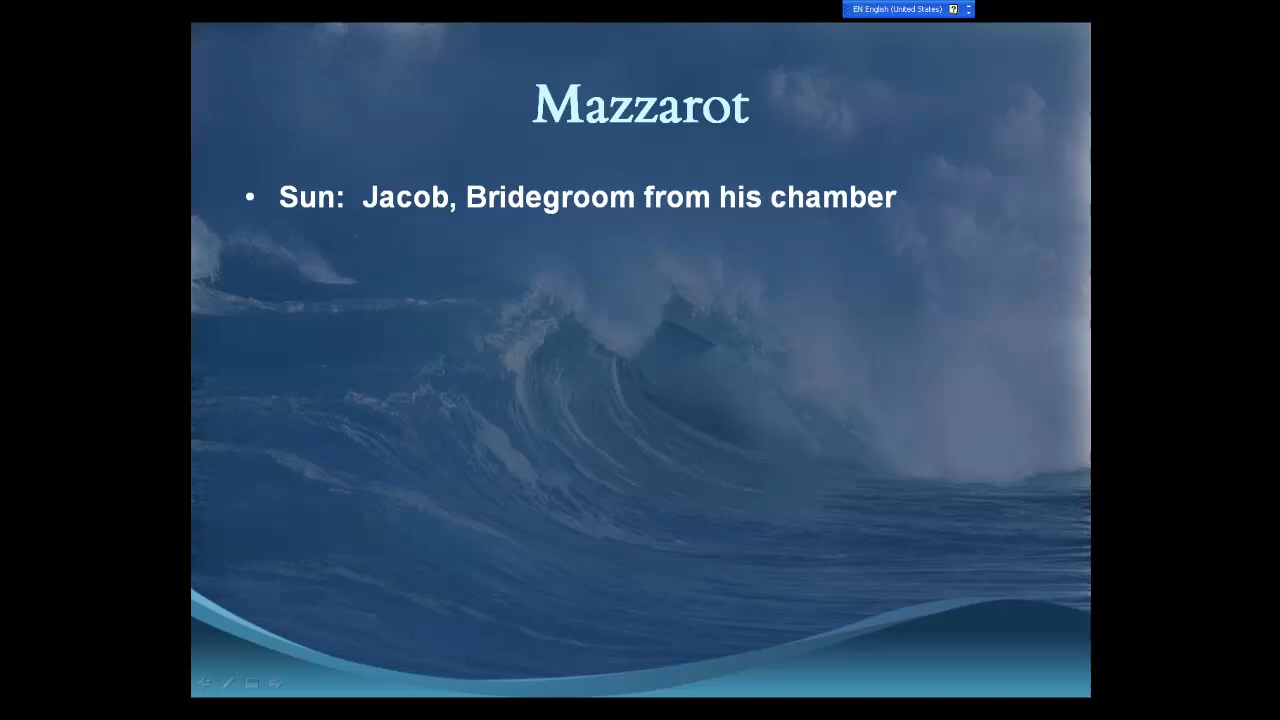 EN English (United States)
Mazzarot
• Sun: Jacob, Bridegroom from his chamber